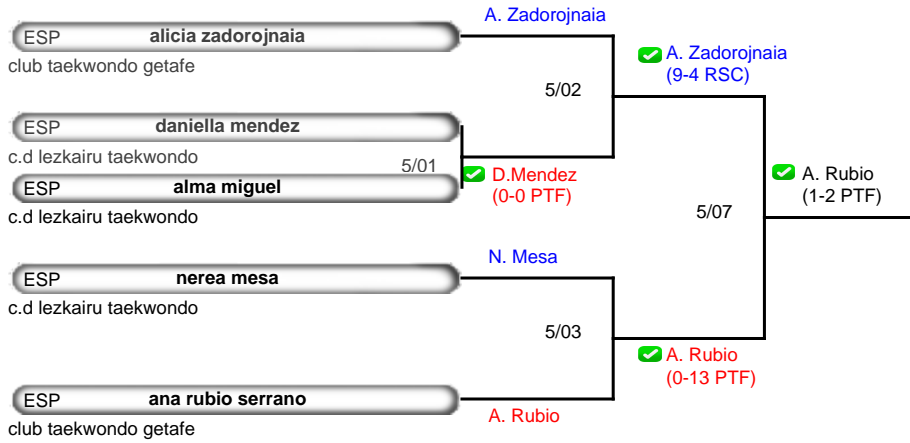 A. Zadorojnaia
ESP alicia zadorojnaia
club taekwondo getafe
A. Zadorojnaia
(9-4 RSC)
5/02
ESP daniella mendez
c.d lezkairu taekwondo
5/01
D.Mendez
(0-0 PTF)
ESP alma miguel
c.d lezkairu taekwondo
A. Rubio
(1-2 PTF)
5/07
N. Mesa
ESP nerea mesa
c.d lezkairu taekwondo
5/03
A. Rubio
(0-13 PTF)
ESP ana rubio serrano
A. Rubio
club taekwondo getafe